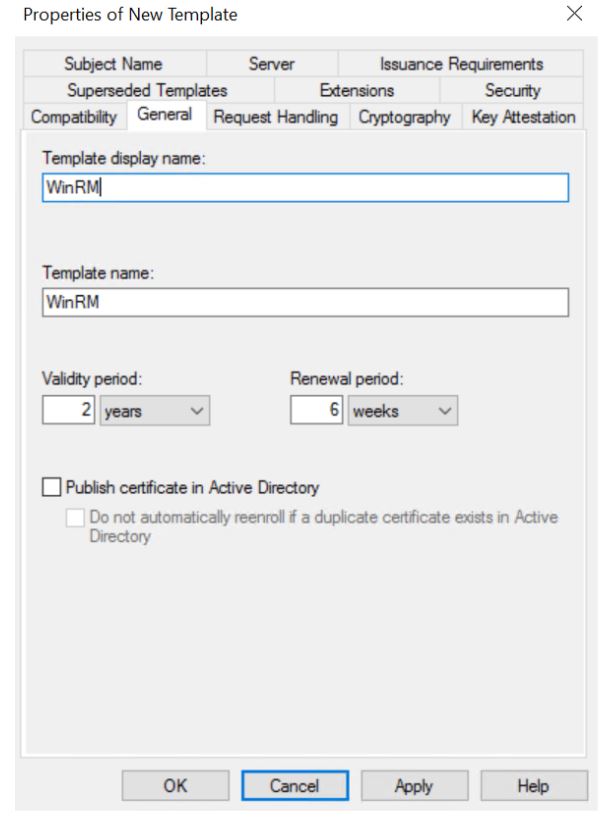 Properties of New Template
Subject Name Server Issuance Requirements
Superseded Templates Extensions Security
Compatibility General Request Handling Cryptography Key Attestation
Template display name:
WinRM
Template name:
WinRM
Validity period: Renewal period:
2 years 6 weeks
Publish certificate in Active Directory
Do not automatically reenroll if a duplicate certificate exists in Active
Directory
OK Cancel Apply Help